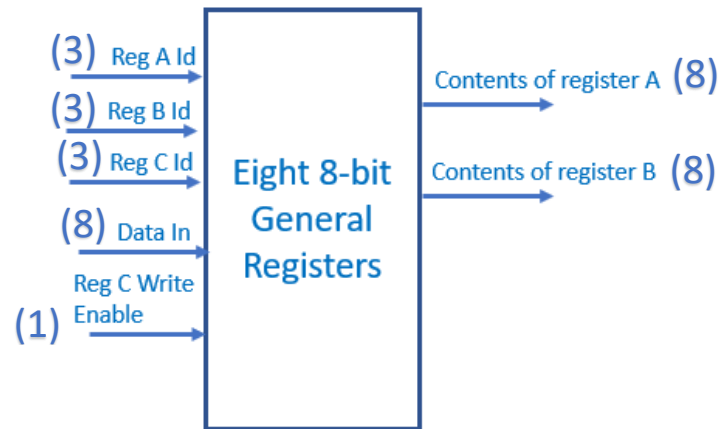 (3) Reg A Id
(3) Reg B Id
(3) Reg C Id
(8) Data In
Reg C Write
Enable
(1)
Eight 8-bit
General
Registers
Contents of register A (8)
Contents of register B (8)